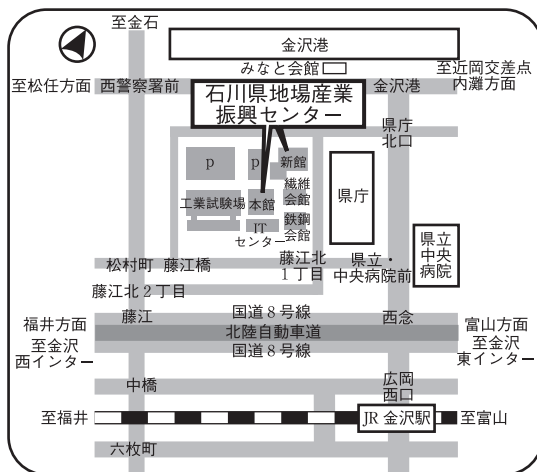 至金石
金沢港
みなと会館
至松任方面
西警察署前
金沢港
至近岡交差点
内灘方面
石川県地場産業
振興センター
県庁
北口
p
p
新館
繊維
会館
県庁
工業試験場
本館
鉄鋼
会館
IT
センター
県立
中央
病院
松村町
藤江橋
藤江北
1丁目
県立・
中央病院前
藤江北2丁目
福井方面
藤江
国道8号線
西念
富山方面
至金沢
西インター
北陸自動車道
至金沢
東インター
国道8号線
中橋
広岡
西口
至福井
JR 金沢駅
至富山
六枚町